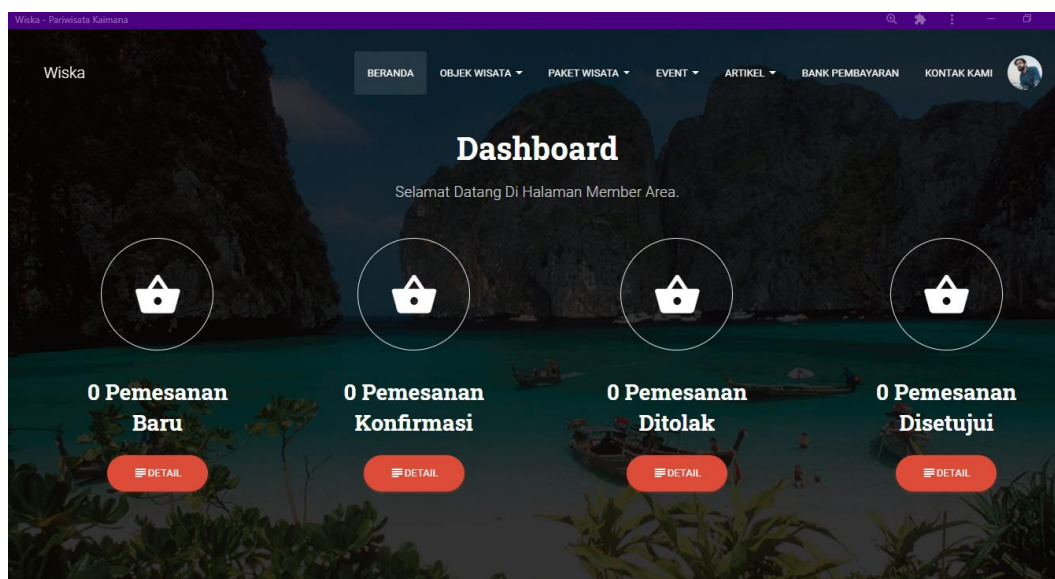 Wiska - Pariwisata Kaimana
Wiska
BERANDA OBJEK WISATA PAKET WISATA EVENT ARTIKEL BANK PEMBAYARAN KONTAK KAMI
Dashboard
Selamat Datang Di Halaman Member Area.
0 Pemesanan
Baru
DETAIL
0 Pemesanan
Konfirmasi
DETAIL
0 Pemesanan
Ditolak
DETAIL
0 Pemesanan
Disetujui
DETAIL